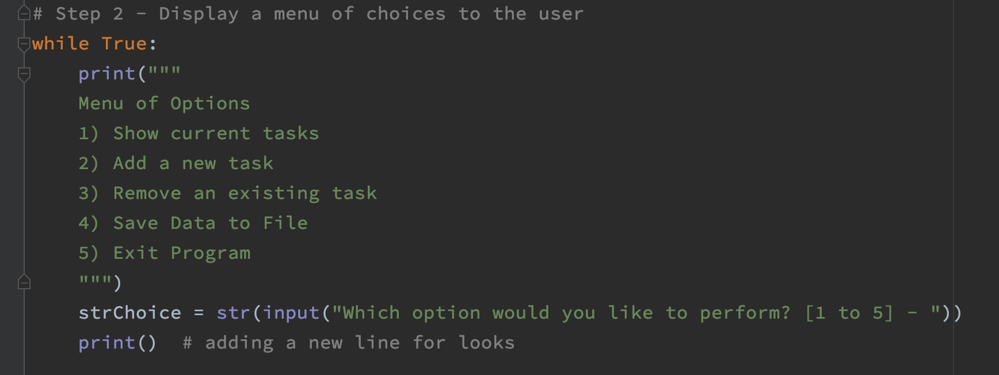 # Step 2 - Display a menu of choices to the user
while True:
    print("""
    Menu of Options
    1) Show current tasks
    2) Add a new task
    3) Remove an existing task
    4) Save Data to File
    5) Exit Program
    """)
    strChoice = str(input("Which option would you like to perform? [1 to 5] - "))
    print()  # adding a new line for looks